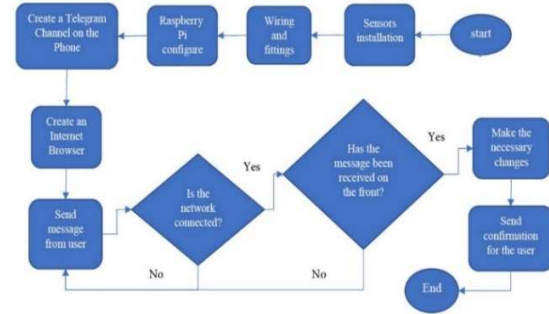 start
Sensors
installation
Wiring
and
fittings
Raspberry
Pi
configure
Create a Telegram
Channel on the
Phone
Create an
Internet
Browser
Send
message
from user
Is the
network
connected?
Yes
No
Has the
message been
received on
the front?
Yes
No
Make the
necessary
changes
Send
confirmation
for the user
End